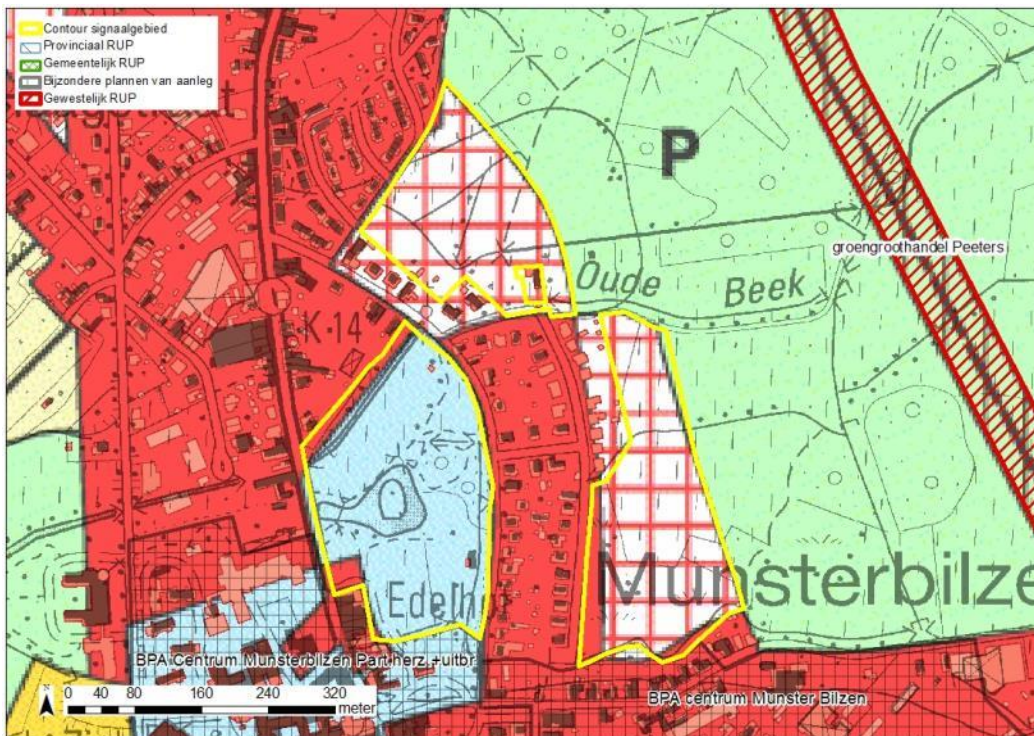 Contour signaalgebied
Provinciaal RUP
Gemeentelijk RUP
Bijzondere plannen van aanleg
Gewestelijk RUP
P
groengroothandel Peeters
Oude Beek
K 14
Munsterbilze
Edelhof
BPA Centrum Munsterbilzen Part herz.+uitbr
BPA centrum Munster Bilzen
N
0 40 80 160 240 320
meter